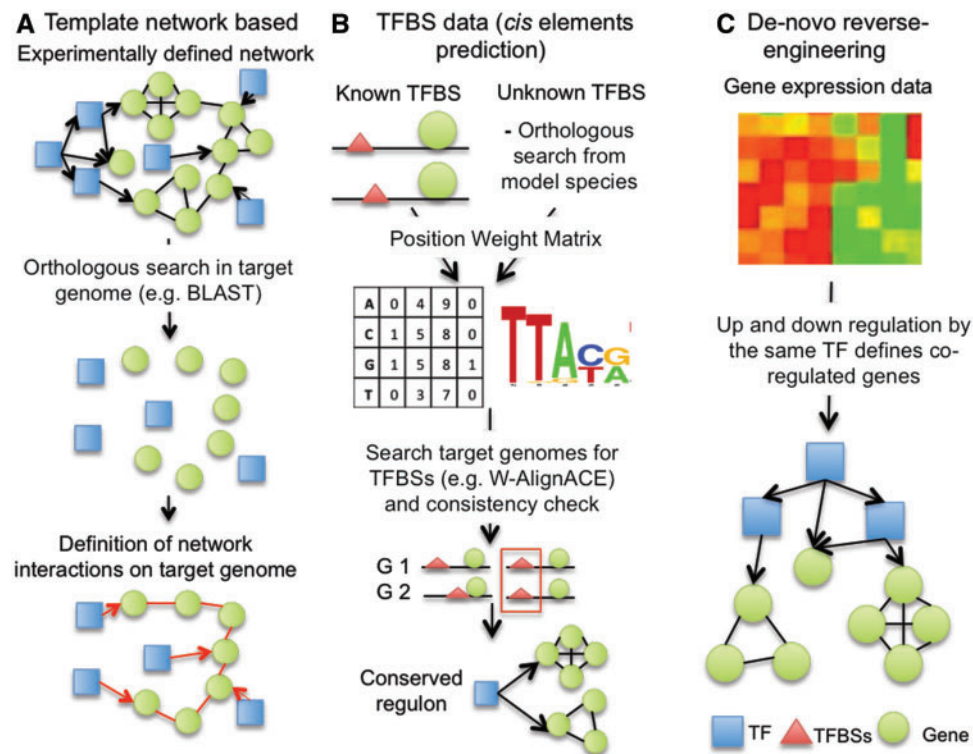 A Template network based
Experimentally defined network
Orthologous search in target
genome (e.g. BLAST)
Definition of network
interactions on target genome
B TFBS data (cis elements
prediction)
Known TFBS
Unknown TFBS
- Orthologous
search from
model species
Position Weight Matrix
A 0 4 9 0
C 1 5 8 0
G 1 5 8 1
T 0 3 7 0
TTACG
TA
Search target genomes for
TFBSs (e.g. W-AlignACE)
and consistency check
G 1
G 2
Conserved
regulon
C De-novo reverse-
engineering
Gene expression data
Up and down regulation by
the same TF defines co-
regulated genes
TF TFBSs Gene